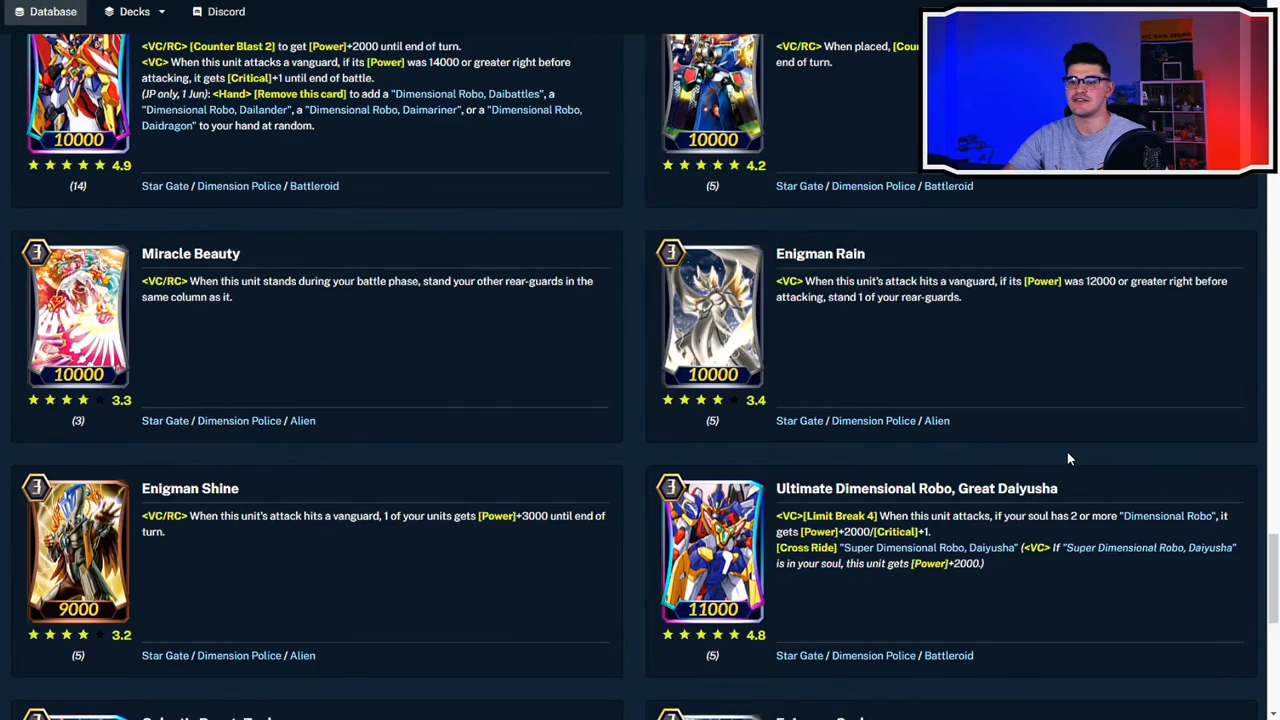 Database Decks Discord
<VC/RC> [Counter Blast 2] to get [Power]+2000 until end of turn.
<VC> When this unit attacks a vanguard, if its [Power] was 14000 or greater right before
attacking, it gets [Critical]+1 until end of battle.
(JP only, 1 Jun): <Hand> [Remove this card] to add a "Dimensional Robo, Daibattles", a
"Dimensional Robo, Dailander", a "Dimensional Robo, Daimariner", or a "Dimensional Robo,
Daidragon" to your hand at random.
10000
4.9
(14)
Star Gate / Dimension Police / Battleroid
<VC/RC> When placed, [Cou
end of turn.
10000
4.2
(5)
Star Gate / Dimension Police / Battleroid
3
Miracle Beauty
<VC/RC> When this unit stands during your battle phase, stand your other rear-guards in the
same column as it.
10000
3.3
(3)
Star Gate / Dimension Police / Alien
3
Enigman Rain
<VC> When this unit's attack hits a vanguard, if its [Power] was 12000 or greater right before
attacking, stand 1 of your rear-guards.
10000
3.4
(5)
Star Gate / Dimension Police / Alien
3
Enigman Shine
<VC/RC> When this unit's attack hits a vanguard, 1 of your units gets [Power]+3000 until end of
turn.
9000
3.2
(5)
Star Gate / Dimension Police / Alien
3
Ultimate Dimensional Robo, Great Daiyusha
<VC>[Limit Break 4] When this unit attacks, if your soul has 2 or more "Dimensional Robo", it
gets [Power]+2000/[Critical]+1.
[Cross Ride] "Super Dimensional Robo, Daiyusha" (<VC> If "Super Dimensional Robo, Daiyusha"
is in your soul, this unit gets [Power]+2000.)
11000
4.8
(5)
Star Gate / Dimension Police / Battleroid